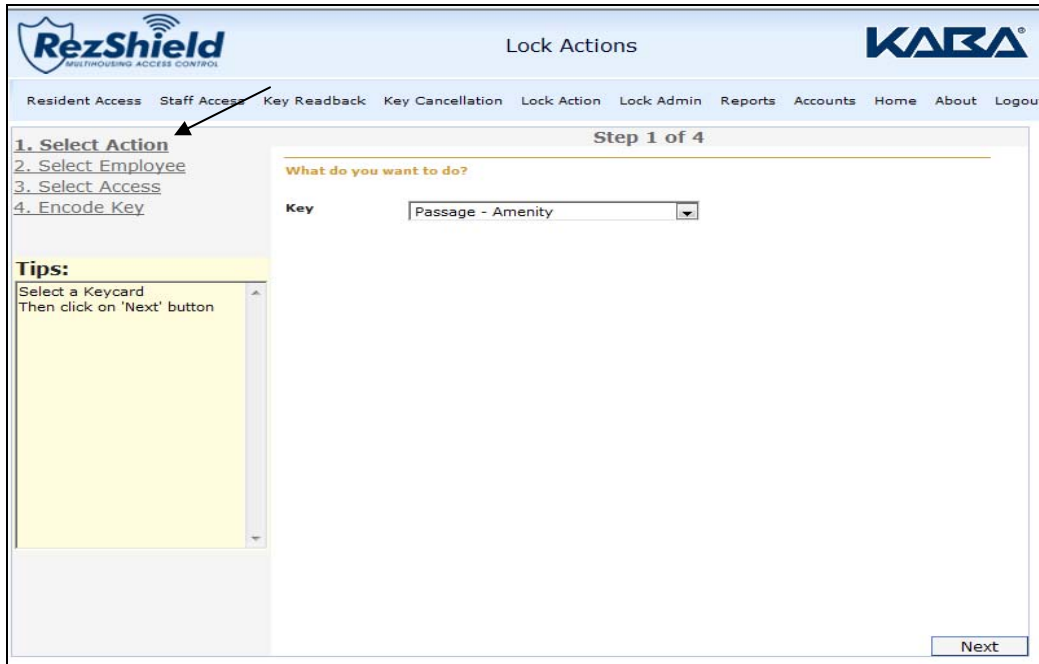 RezShield
MULTIHOUSING ACCESS CONTROL
Lock Actions
KABA®
Resident Access Staff Access Key Readback Key Cancellation Lock Action Lock Admin Reports Accounts Home About Logou
1. Select Action
2. Select Employee
3. Select Access
4. Encode Key
Tips:
Select a Keycard
Then click on 'Next' button
Step 1 of 4
What do you want to do?
Key Passage - Amenity
Next